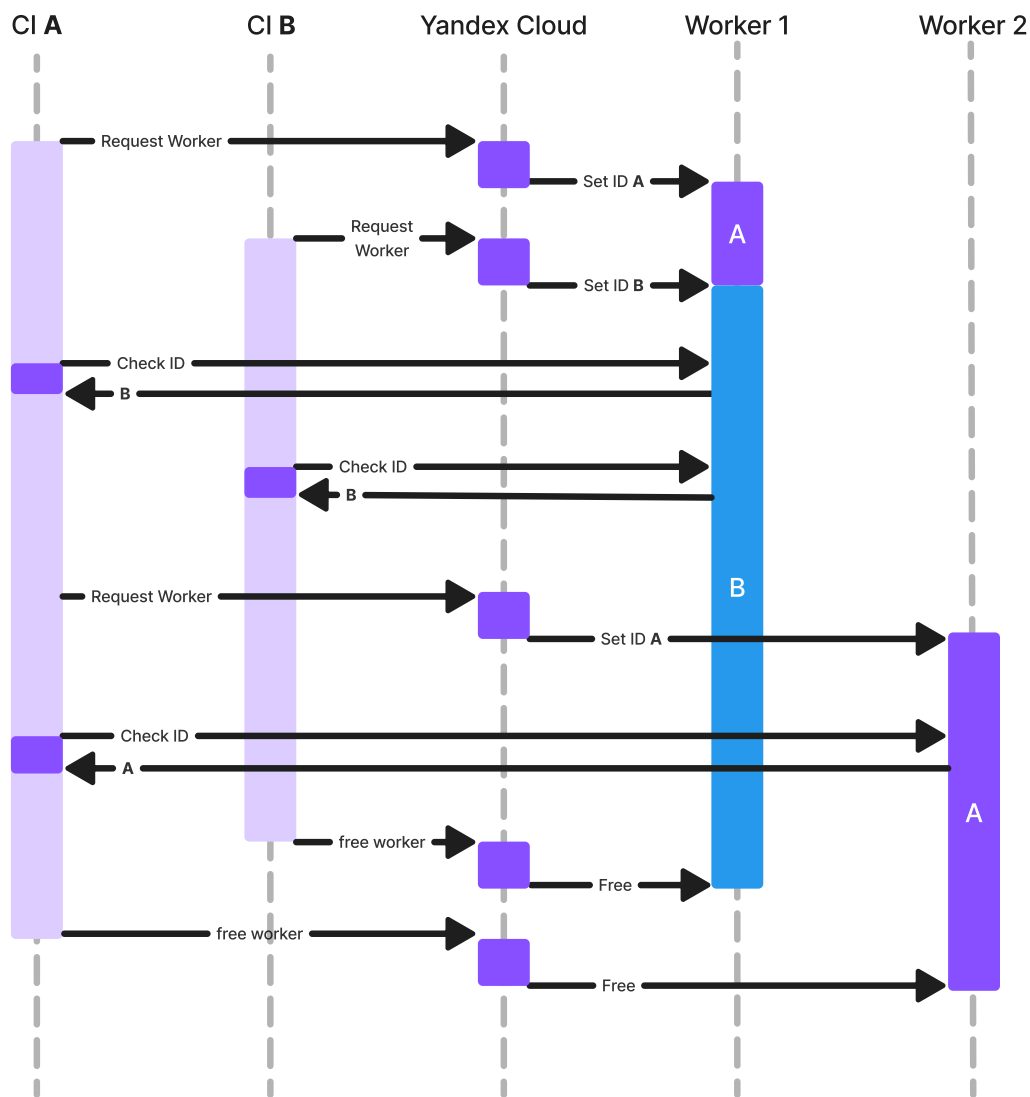 CI A
CI B
Yandex Cloud
Worker 1
Worker 2
Request Worker
Set ID A
Request
Worker
A
Set ID B
Check ID
B
Check ID
B
B
Request Worker
Set ID A
Check ID
A
A
free worker
Free
free worker
Free